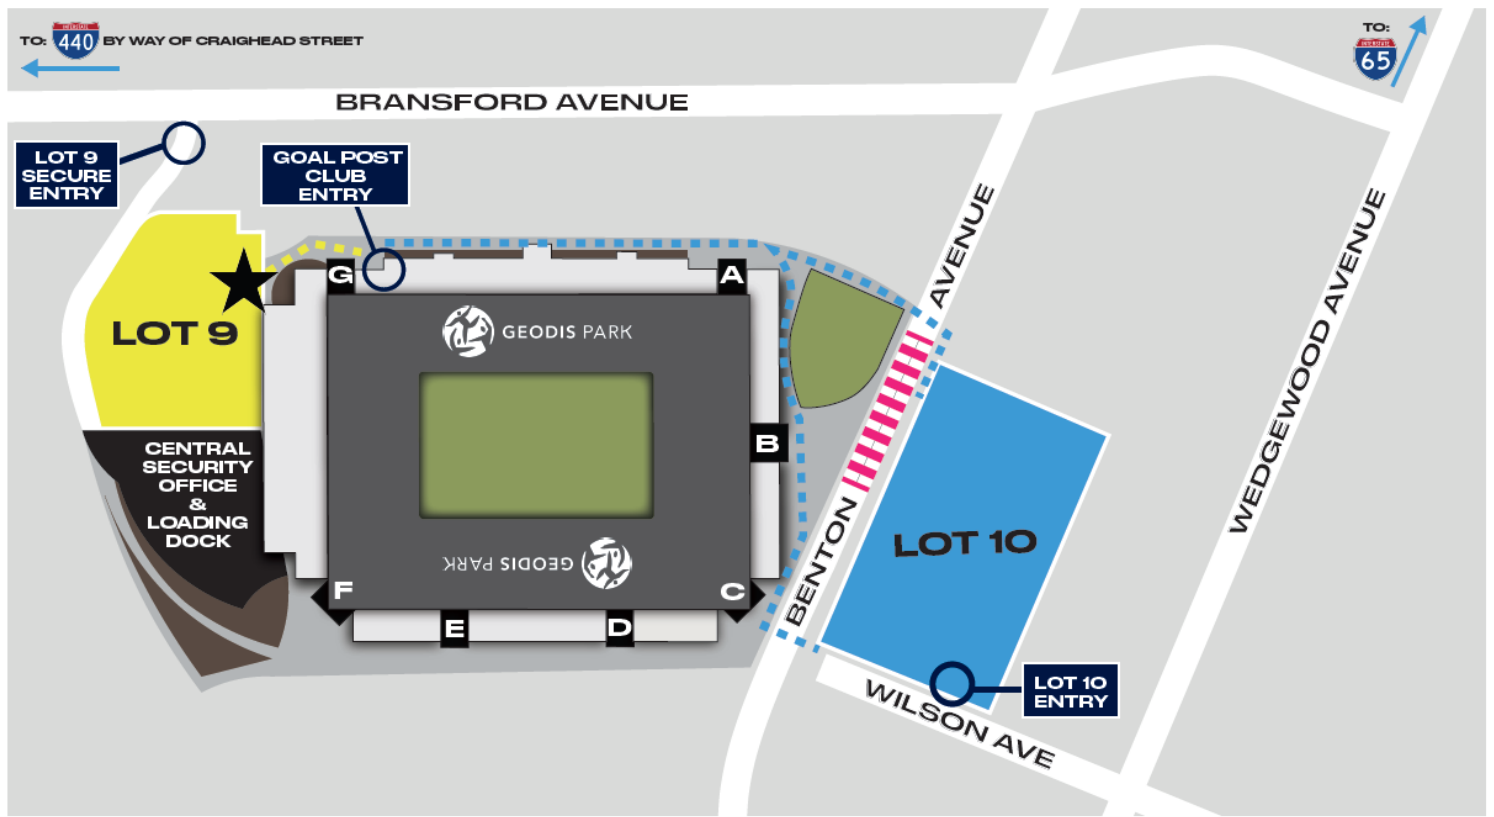 TO: INTERSTATE 440 BY WAY OF CRAIGHEAD STREET
TO:
INTERSTATE
65
BRANSFORD AVENUE
LOT 9
SECURE
ENTRY
GOAL POST
CLUB
ENTRY
BENTON AVENUE
WEDGEWOOD AVENUE
G
A
LOT 9
GEODIS PARK
B
CENTRAL
SECURITY
OFFICE
&
LOADING
DOCK
LOT 10
GEODIS PARK
F
C
E
D
LOT 10
ENTRY
WILSON AVE